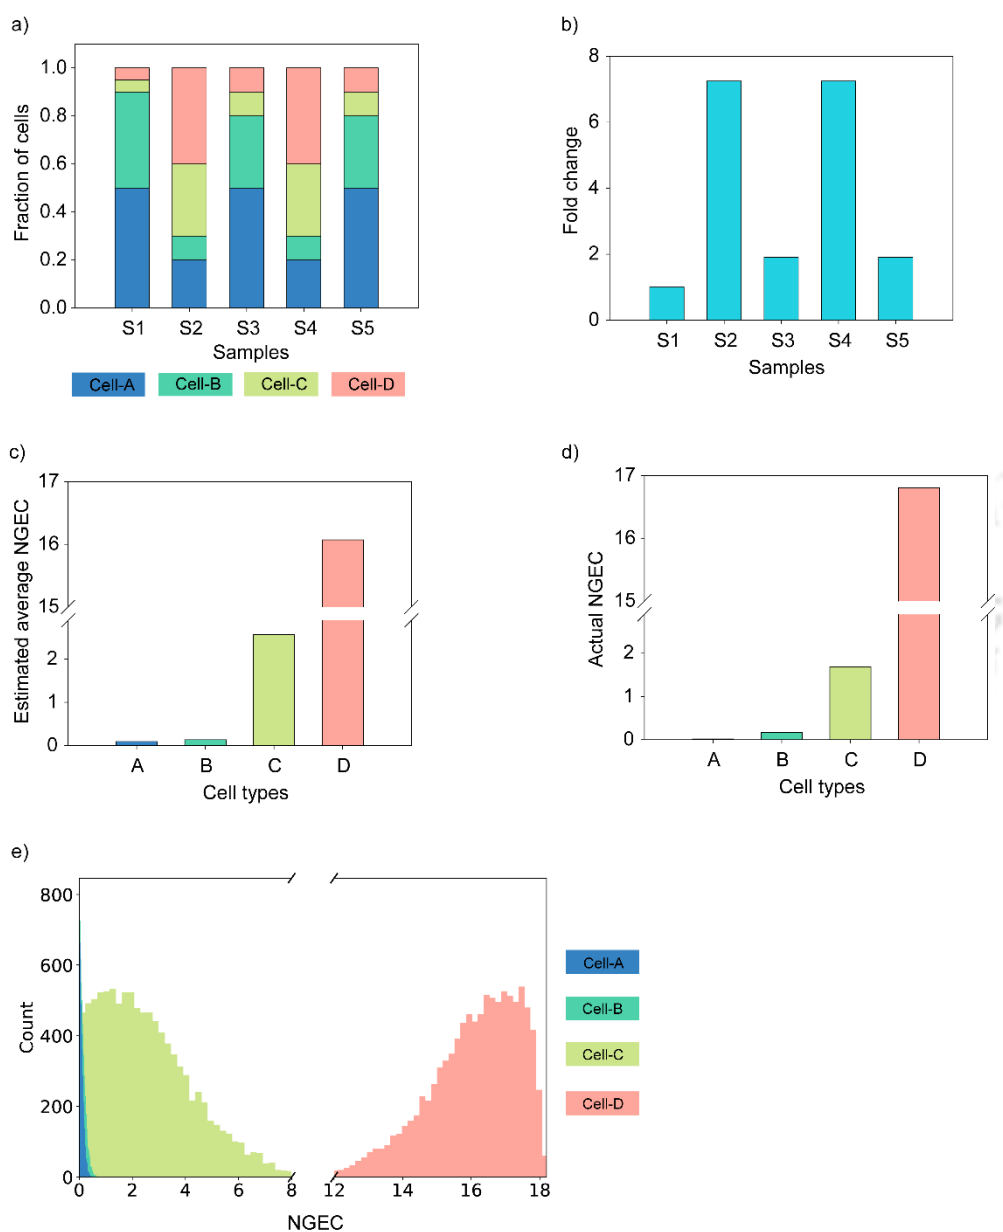 a)
1.0
0.8
0.6
0.4
0.2
0.0
Fraction of cells
S1 S2 S3 S4 S5
Samples
Cell-A Cell-B Cell-C Cell-D
b)
8
6
4
2
0
Fold change
S1 S2 S3 S4 S5
Samples
c)
17
16
15
2
1
0
Estimated average NGEC
A B C D
Cell types
d)
17
16
15
2
1
0
Actual NGEC
A B C D
Cell types
e)
800
600
400
200
0
Count
0 2 4 6 8 12 14 16 18
NGEC
Cell-A
Cell-B
Cell-C
Cell-D